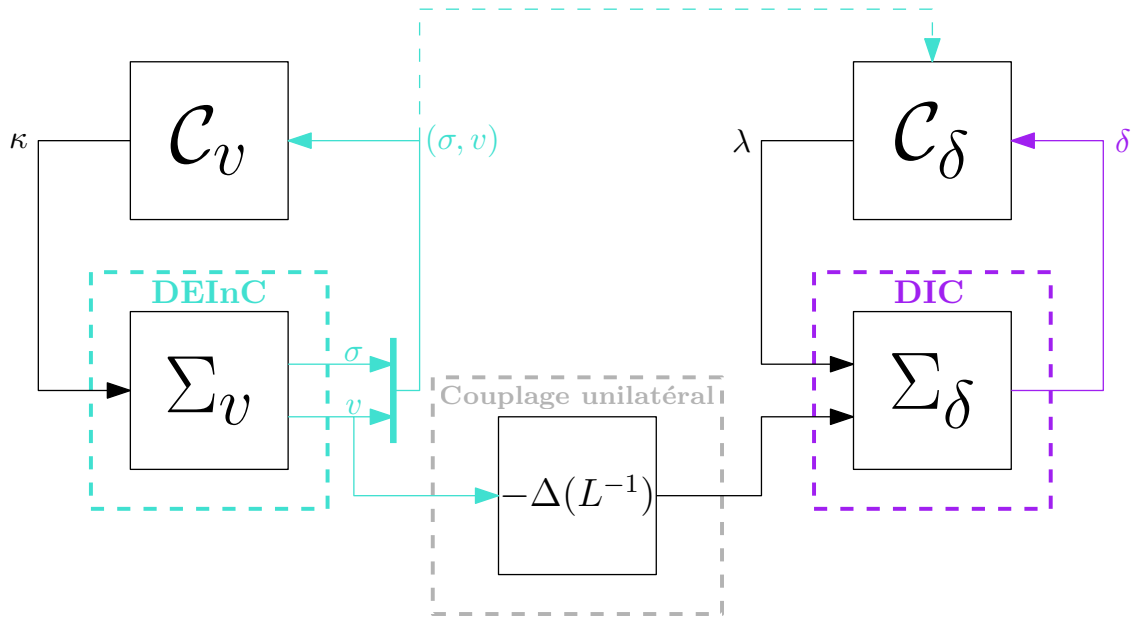 𝒞_v
𝒞_δ
κ
(σ, v)
λ
δ
DEInC
DIC
Σ_v
σ
v
Σ_δ
Couplage unilatéral
−Δ(L⁻¹)